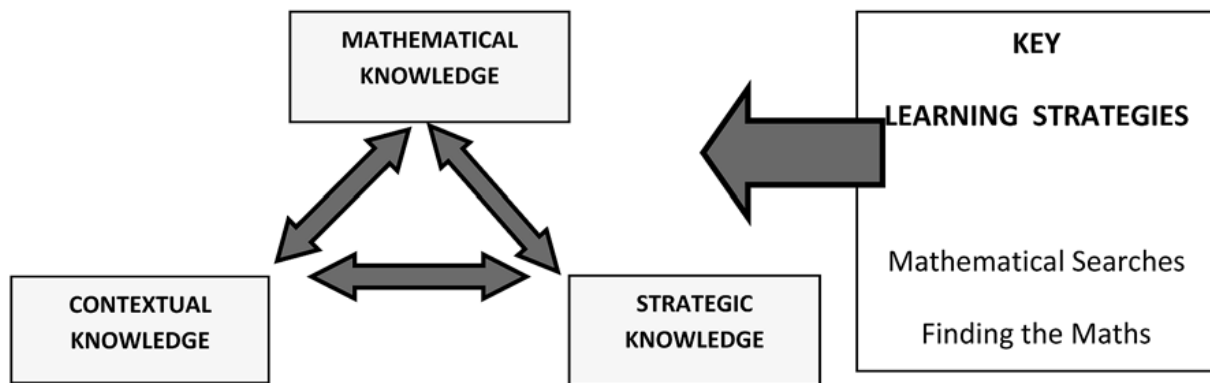 MATHEMATICAL
KNOWLEDGE
CONTEXTUAL
KNOWLEDGE
STRATEGIC
KNOWLEDGE
KEY
LEARNING STRATEGIES
Mathematical Searches
Finding the Maths